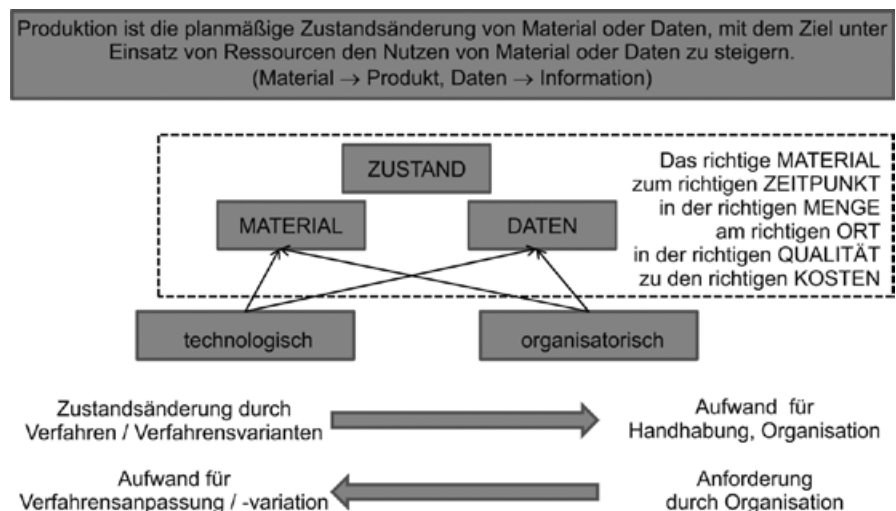 Produktion ist die planmäßige Zustandsänderung von Material oder Daten, mit dem Ziel unter
Einsatz von Ressourcen den Nutzen von Material oder Daten zu steigern.
(Material → Produkt, Daten → Information)
ZUSTAND
MATERIAL
DATEN
Das richtige MATERIAL
zum richtigen ZEITPUNKT
in der richtigen MENGE
am richtigen ORT
in der richtigen QUALITÄT
zu den richtigen KOSTEN
technologisch
organisatorisch
Zustandsänderung durch
Verfahren / Verfahrensvarianten
Aufwand für
Handhabung, Organisation
Aufwand für
Verfahrensanpassung / -variation
Anforderung
durch Organisation